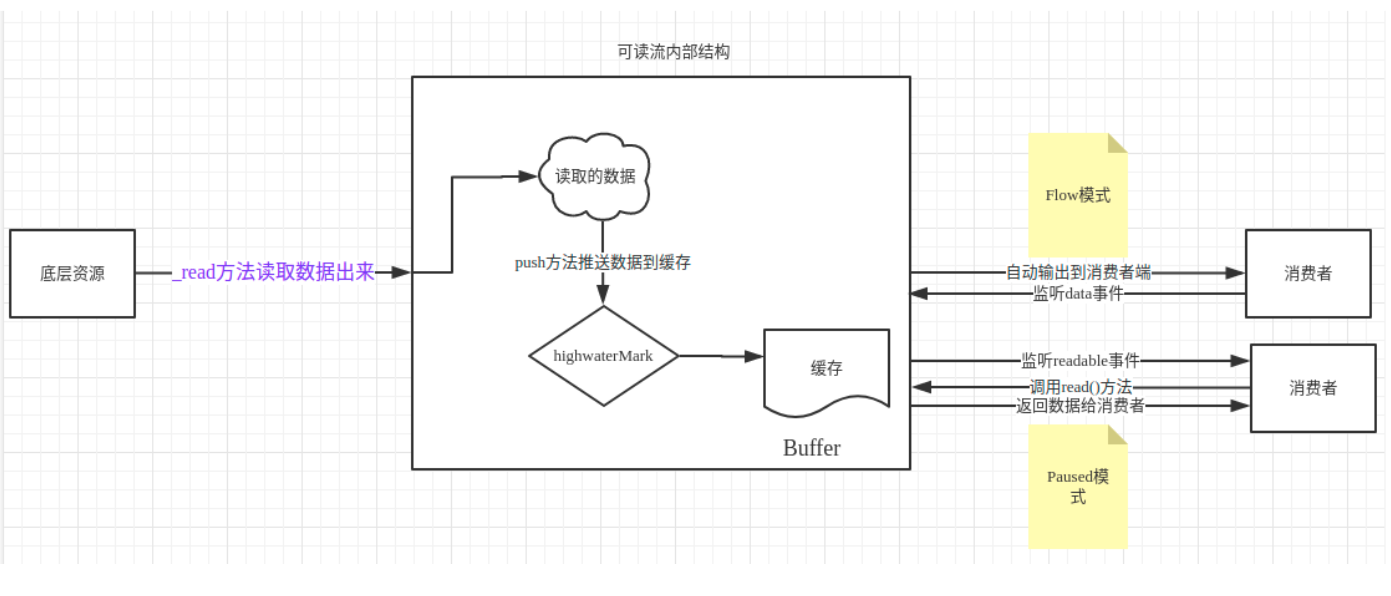 可读流内部结构
读取的数据
Flow模式
push方法推送数据到缓存
底层资源
_read方法读取数据出来
自动输出到消费者端
消费者
监听data事件
highwaterMark
缓存
监听readable事件
调用read()方法
消费者
返回数据给消费者
Buffer
Paused模
式